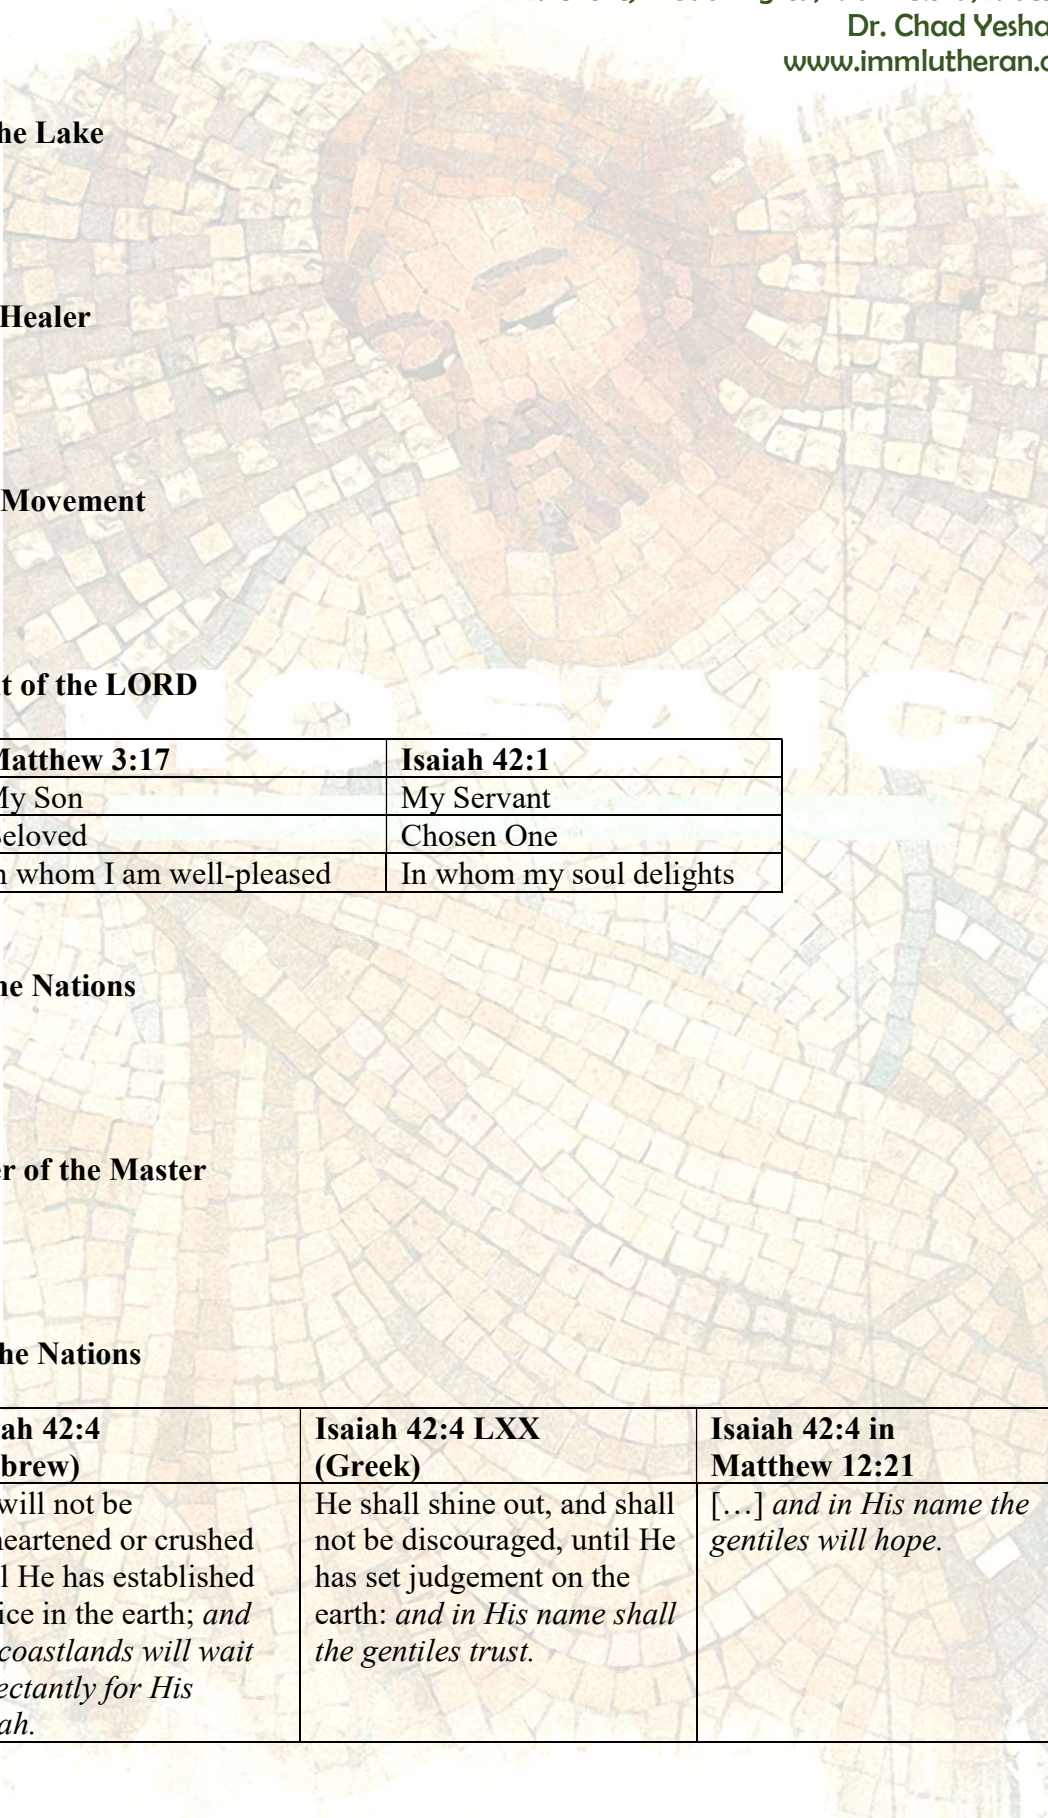 Dr. Chad Yesha
www.immlutheran.o
he Lake
Healer
Movement
t of the LORD
MOSAIC
Matthew 3:17 Isaiah 42:1
My Son My Servant
Beloved Chosen One
n whom I am well-pleased In whom my soul delights
he Nations
er of the Master
the Nations
ah 42:4 Isaiah 42:4 LXX Isaiah 42:4 in
brew) (Greek) Matthew 12:21
will not be He shall shine out, and shall […] and in His name the
heartened or crushed not be discouraged, until He gentiles will hope.
l He has established has set judgement on the
ice in the earth; and earth: and in His name shall
coastlands will wait the gentiles trust.
ectantly for His
ah.